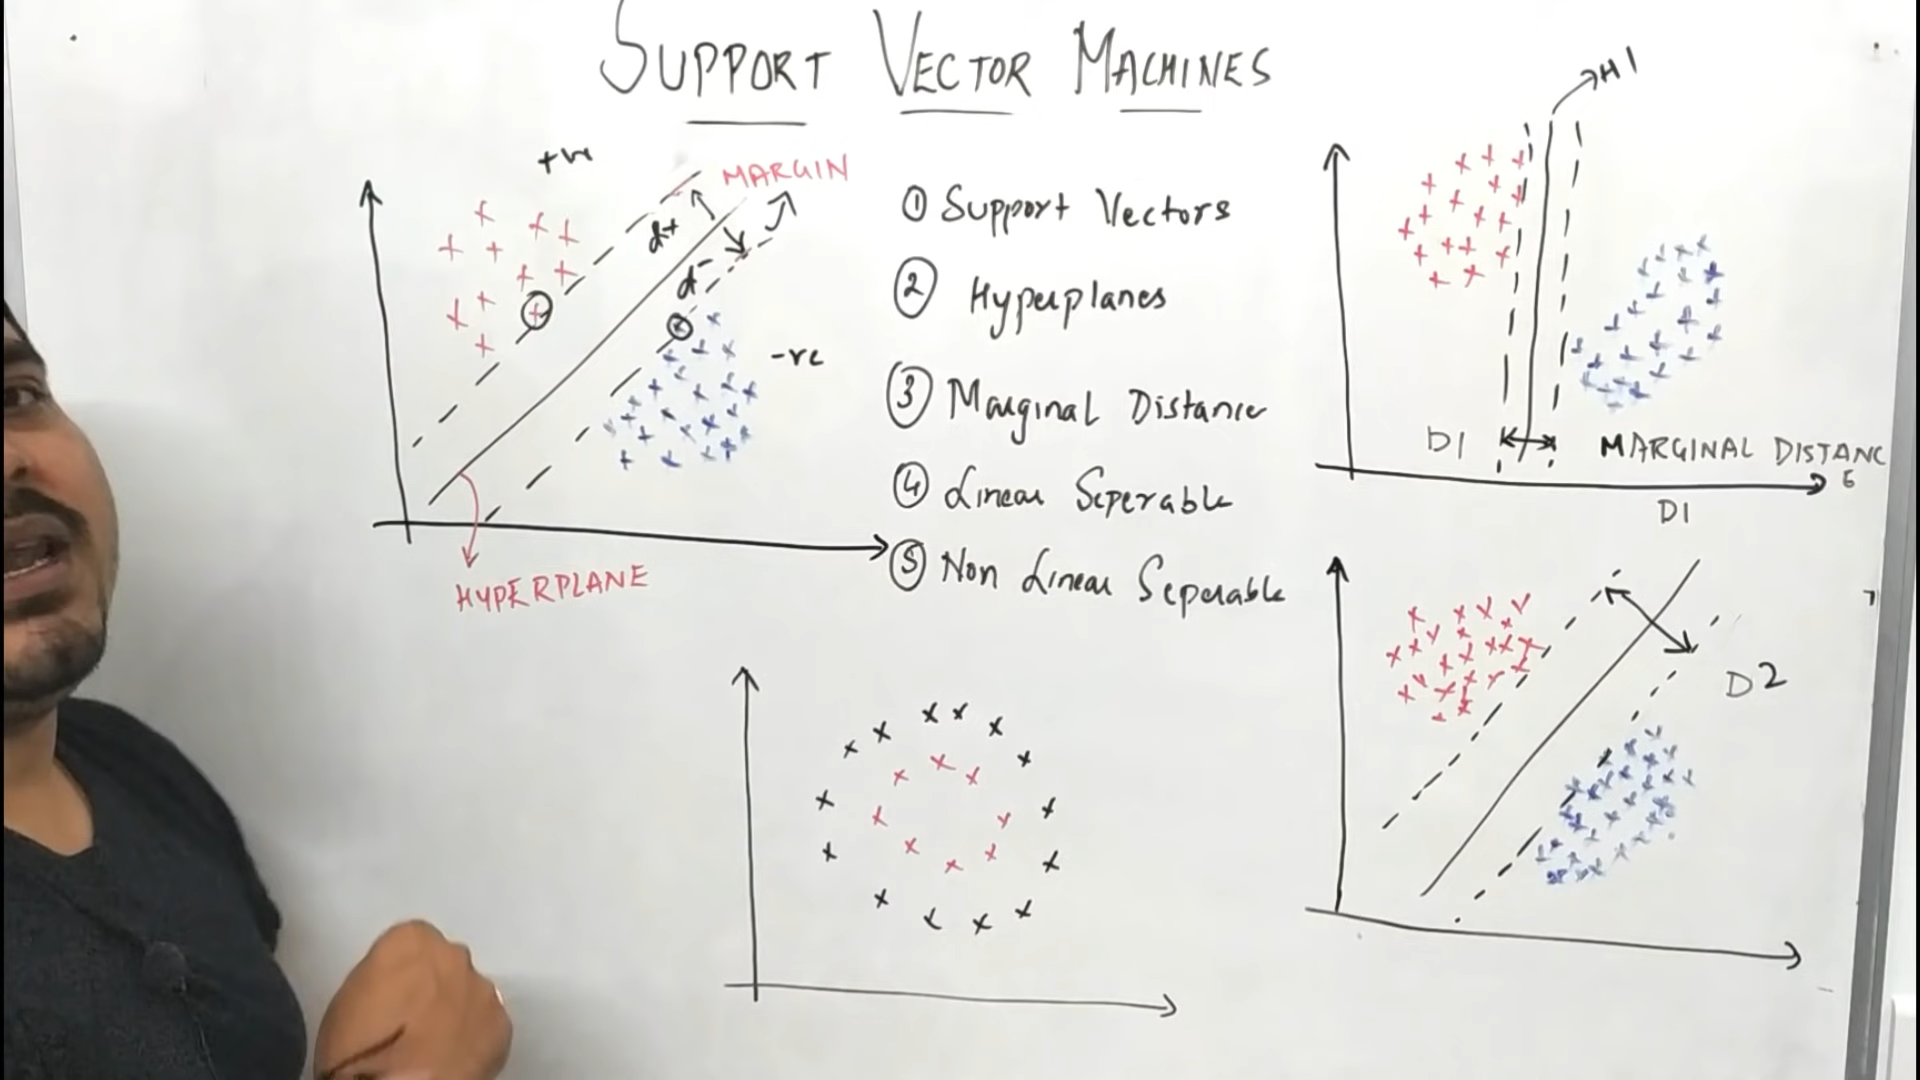 SUPPORT VECTOR MACHINES
+ve
MARGIN
d+
d-
-ve
HYPERPLANE
① Support Vectors
② Hyperplanes
③ Marginal Distance
④ Linear Seperable
⑤ Non Linear Seperable
H1
D1
MARGINAL DISTANC
E
D1
D2